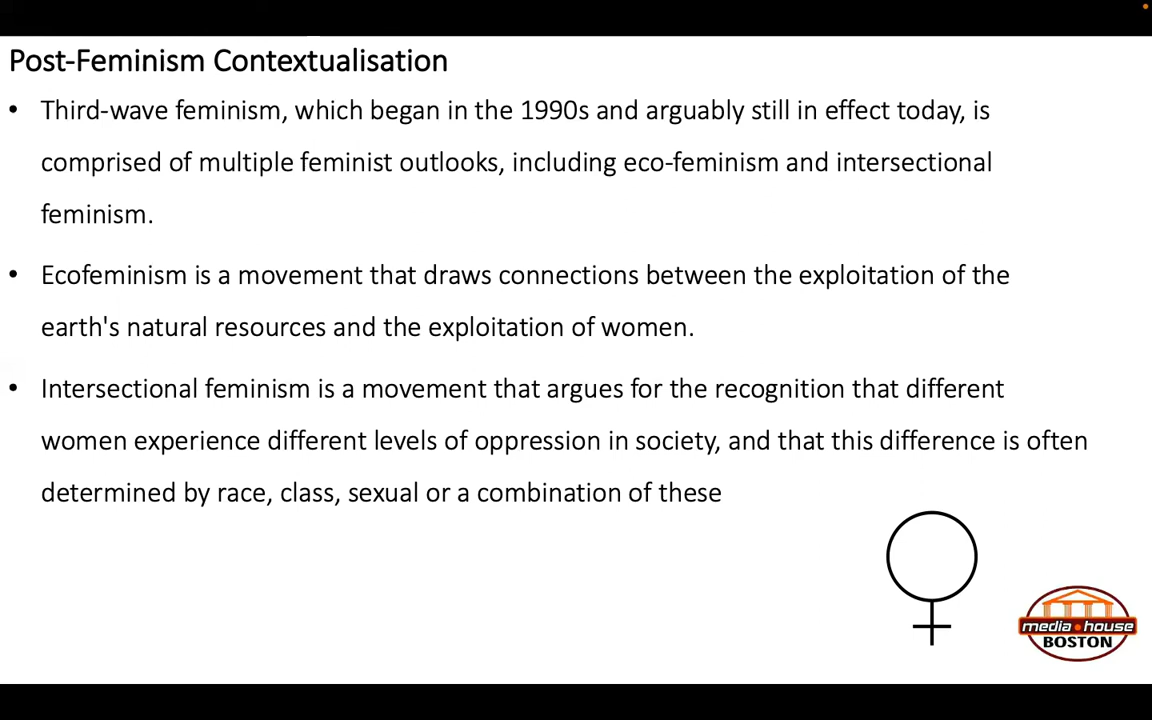 Post-Feminism Contextualisation
• Third-wave feminism, which began in the 1990s and arguably still in effect today, is
comprised of multiple feminist outlooks, including eco-feminism and intersectional
feminism.
• Ecofeminism is a movement that draws connections between the exploitation of the
earth's natural resources and the exploitation of women.
• Intersectional feminism is a movement that argues for the recognition that different
women experience different levels of oppression in society, and that this difference is often
determined by race, class, sexual or a combination of these
media • house
BOSTON